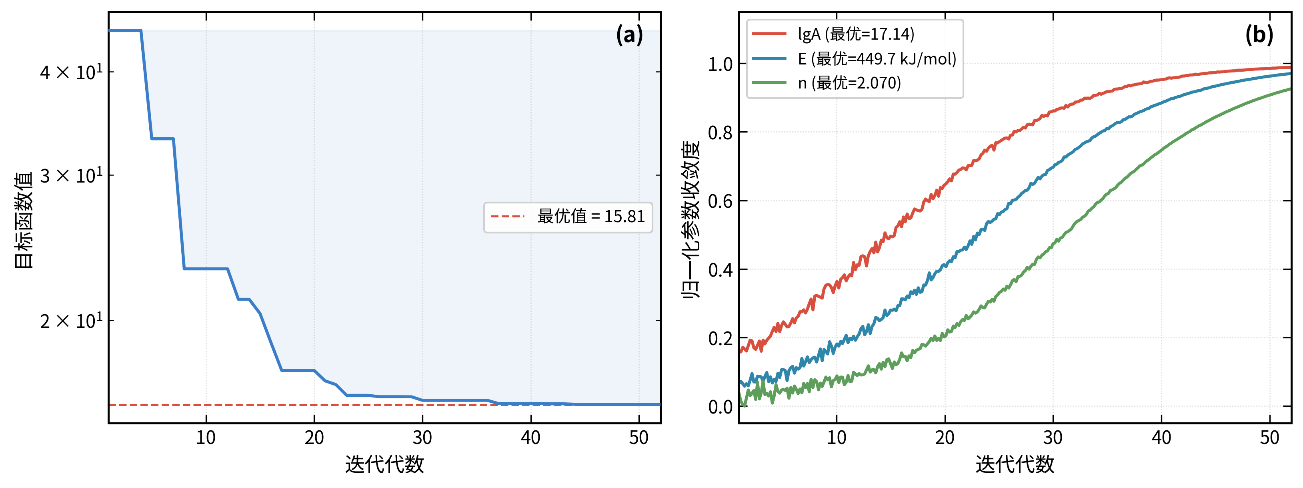 (a)
4 × 10¹
3 × 10¹
2 × 10¹
目标函数值
最优值 = 15.81
10 20 30 40 50
迭代代数
(b)
lgA (最优=17.14)
E (最优=449.7 kJ/mol)
n (最优=2.070)
1.0
0.8
0.6
0.4
0.2
0.0
归一化参数收敛度
10 20 30 40 50
迭代代数